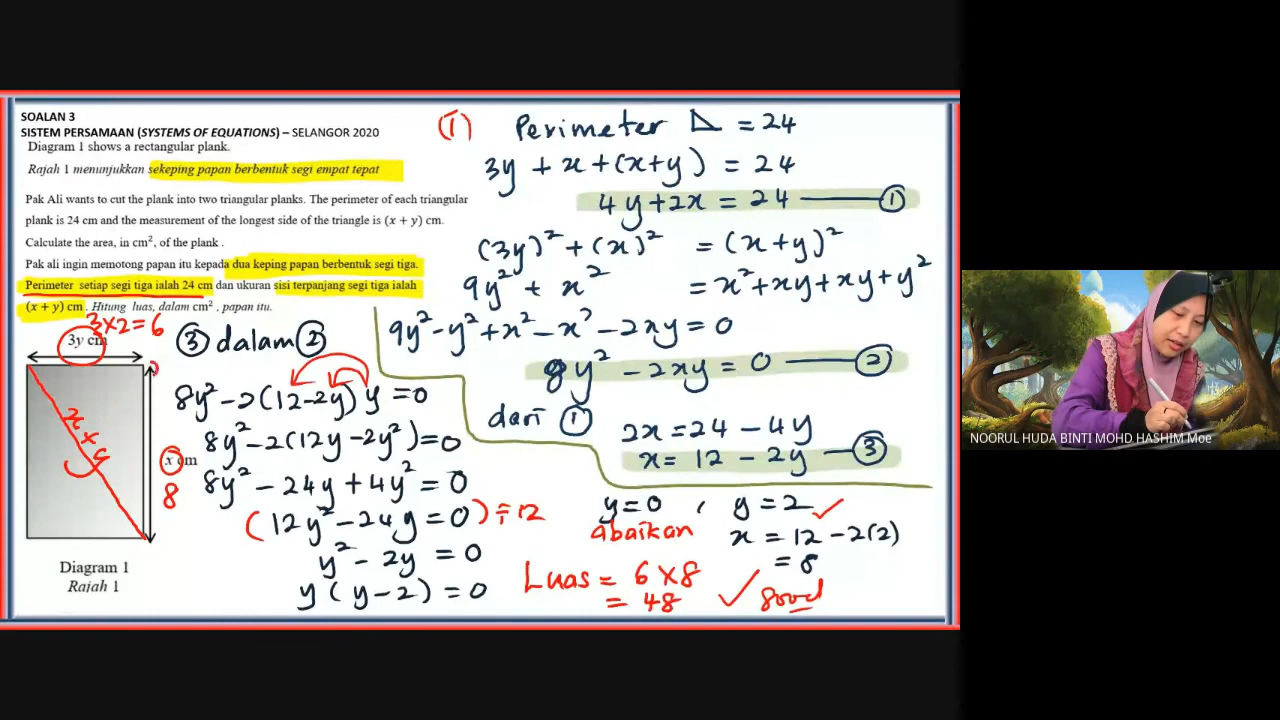 SOALAN 3
SISTEM PERSAMAAN (SYSTEMS OF EQUATIONS) – SELANGOR 2020
Diagram 1 shows a rectangular plank.
Rajah 1 menunjukkan sekeping papan berbentuk segi empat tepat
Pak Ali wants to cut the plank into two triangular planks. The perimeter of each triangular
plank is 24 cm and the measurement of the longest side of the triangle is (x + y) cm.
Calculate the area, in cm², of the plank .
Pak ali ingin memotong papan itu kepada dua keping papan berbentuk segi tiga.
Perimeter setiap segi tiga ialah 24 cm dan ukuran sisi terpanjang segi tiga ialah
(x + y) cm . Hitung luas, dalam cm² , papan itu.
3×2=6
3y cm
x cm
8
Diagram 1
Rajah 1
(i) Perimeter ◺ = 24
3y + x + (x+y) = 24
4y+2x = 24 ①
(3y)² + (x)² = (x+y)²
9y² + x² = x²+xy+xy+y²
9y²-y²+x²-x²-2xy=0
8y² -2xy = 0 ②
dari ① 2x = 24 - 4y
x = 12 - 2y ③
③ dalam ②
8y²-2(12-2y)y=0
8y²-2(12y-2y²)=0
8y²-24y+4y²=0
(12y²-24y=0) ÷12
y²-2y=0
y(y-2)=0
y=0 , y=2 ✓
abaikan
x = 12-2(2)
= 8
Luas = 6×8
= 48 ✓ good
NOORUL HUDA BINTI MOHD HASHIM Moe